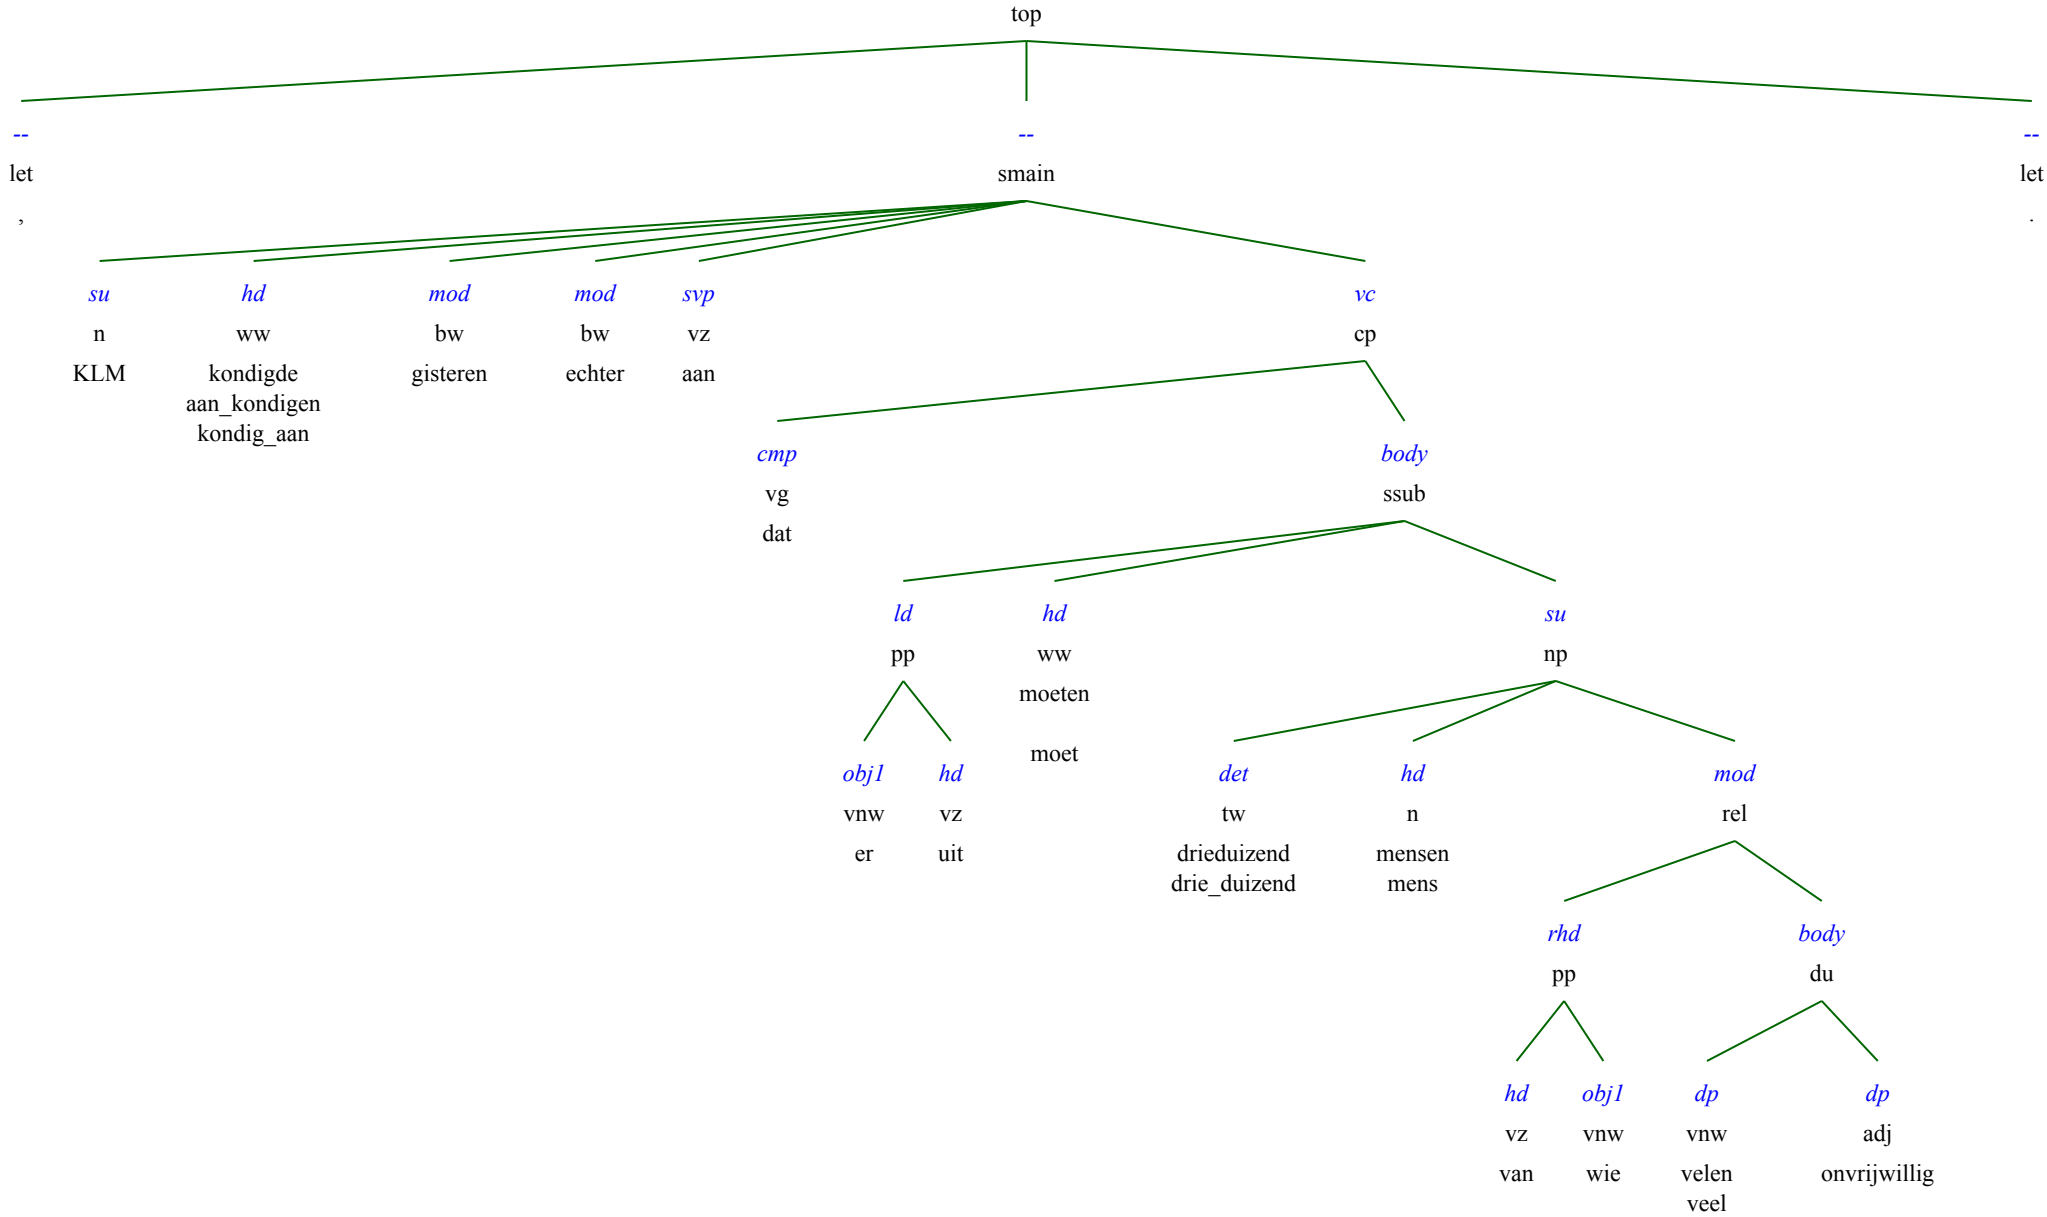 top
-- -- --
let smain let
, .
su hd mod mod svp vc
n ww bw bw vz cp
KLM kondigde gisteren echter aan
aan_kondigen
kondig_aan
cmp body
vg ssub
dat
ld hd su
pp ww np
moeten
moet
obj1 hd det hd mod
vnw vz tw n rel
er uit drieduizend mensen
drie_duizend mens
rhd body
pp du
hd obj1 dp dp
vz vnw vnw adj
van wie velen onvrijwillig
veel